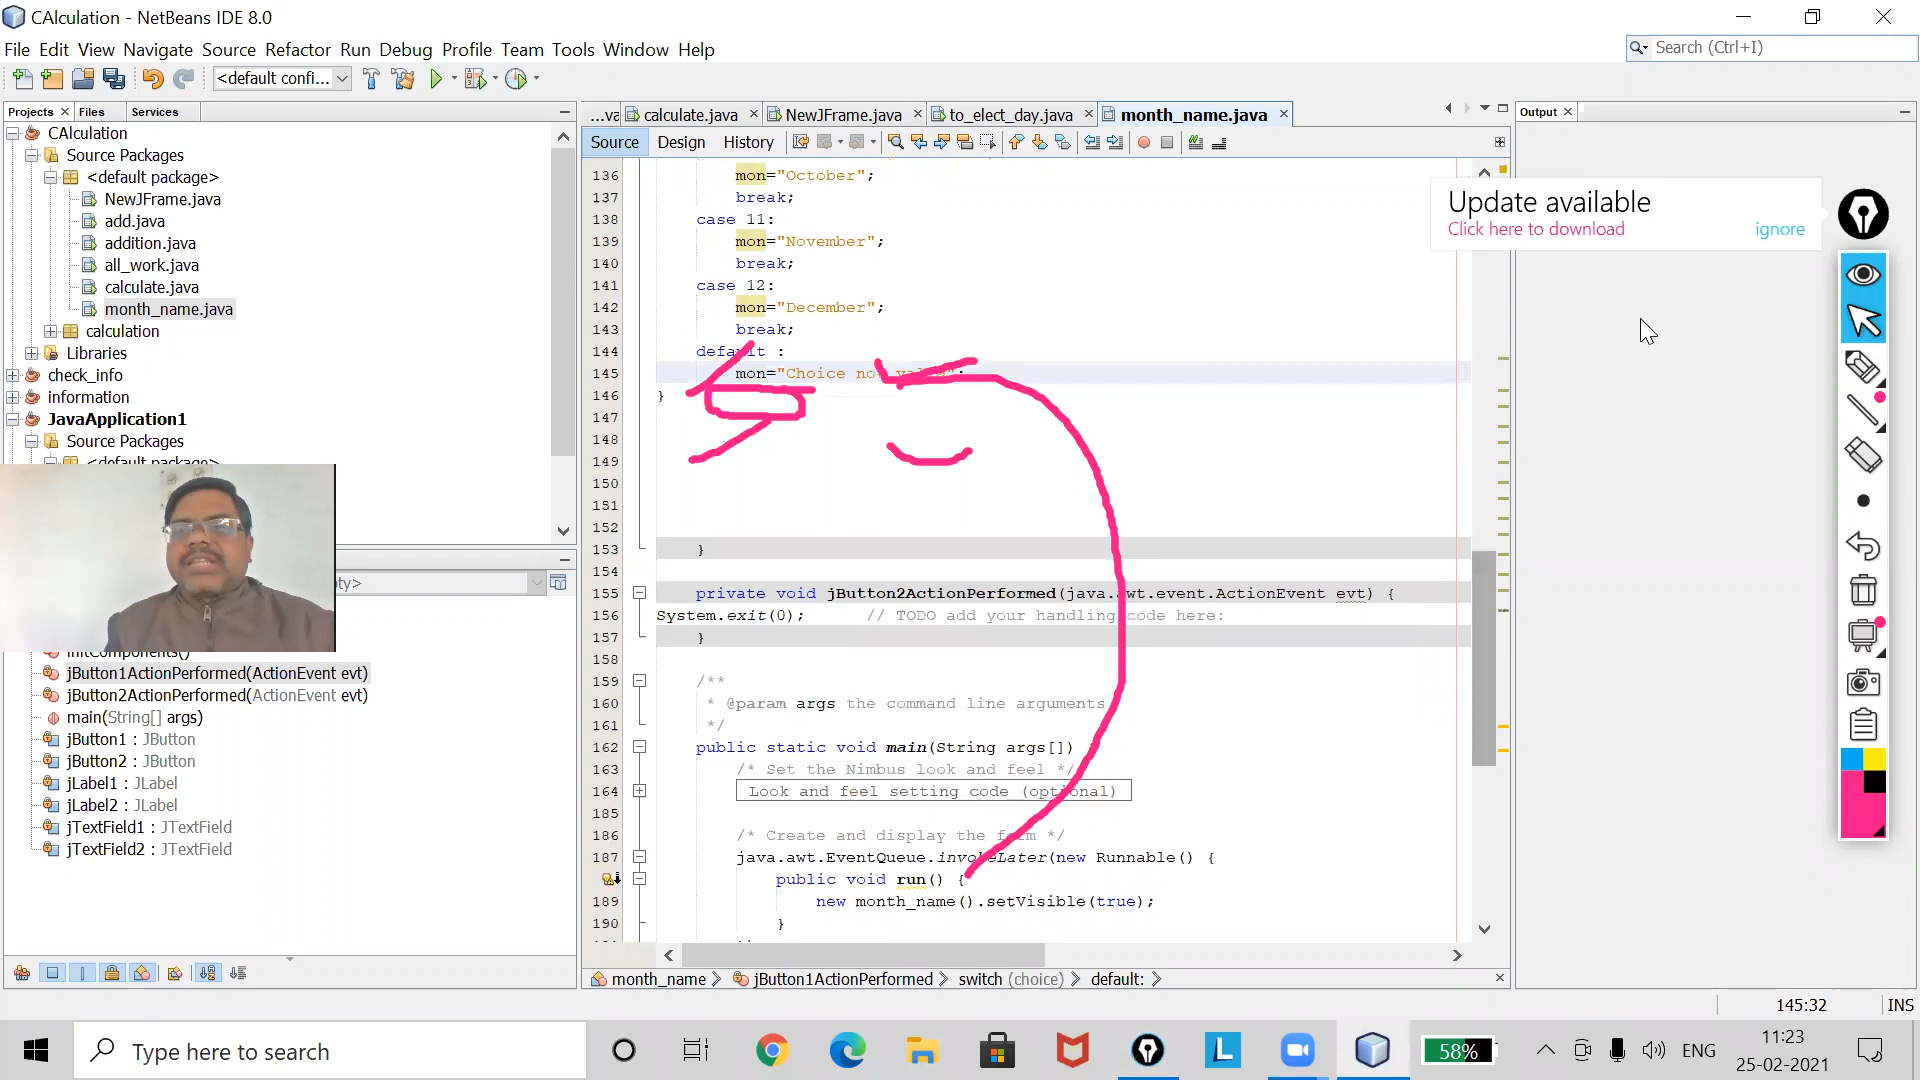 CAlculation - NetBeans IDE 8.0
File Edit View Navigate Source Refactor Run Debug Profile Team Tools Window Help
Search (Ctrl+I)
<default confi...
Projects Files Services
CAlculation
Source Packages
<default package>
NewJFrame.java
add.java
addition.java
all_work.java
calculate.java
month_name.java
calculation
Libraries
check_info
information
JavaApplication1
Source Packages
<default package>
pty>
initComponents()
jButton1ActionPerformed(ActionEvent evt)
jButton2ActionPerformed(ActionEvent evt)
main(String[] args)
jButton1 : JButton
jButton2 : JButton
jLabel1 : JLabel
jLabel2 : JLabel
jTextField1 : JTextField
jTextField2 : JTextField
...va calculate.java NewJFrame.java to_elect_day.java month_name.java
Source Design History
136 mon="October";
137 break;
138 case 11:
139 mon="November";
140 break;
141 case 12:
142 mon="December";
143 break;
144 default :
145 mon="Choice not valid";
146 }
147
148
149
150
151
152
153 }
154
155 private void jButton2ActionPerformed(java.awt.event.ActionEvent evt) {
156 System.exit(0); // TODO add your handling code here:
157 }
158
159 /**
160 * @param args the command line arguments
161 */
162 public static void main(String args[])
163 /* Set the Nimbus look and feel */
164 Look and feel setting code (optional)
185
186 /* Create and display the form */
187 java.awt.EventQueue.invokeLater(new Runnable() {
public void run() {
189 new month_name().setVisible(true);
190 }
month_name jButton1ActionPerformed switch (choice) default:
Output
Update available
Click here to download ignore
145:32 INS
Type here to search
58%
ENG
11:23
25-02-2021